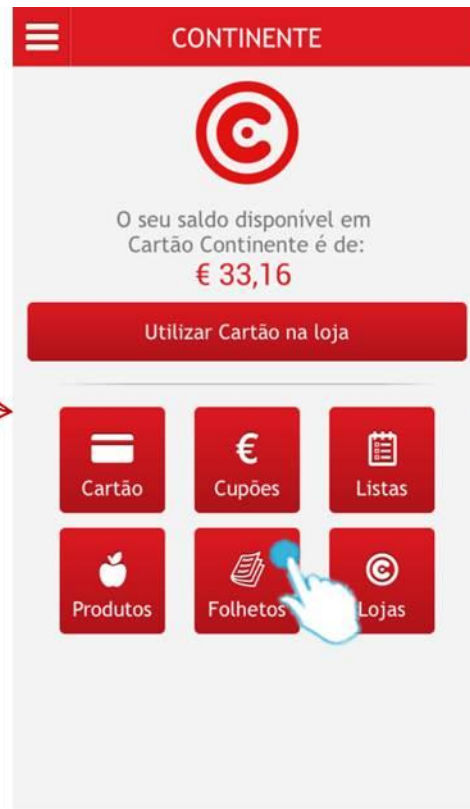 CONTINENTE
O seu saldo disponível em
Cartão Continente é de:
€ 33,16
Utilizar Cartão na loja
Cartão
€
Cupões
Listas
Produtos
Folhetos
Lojas